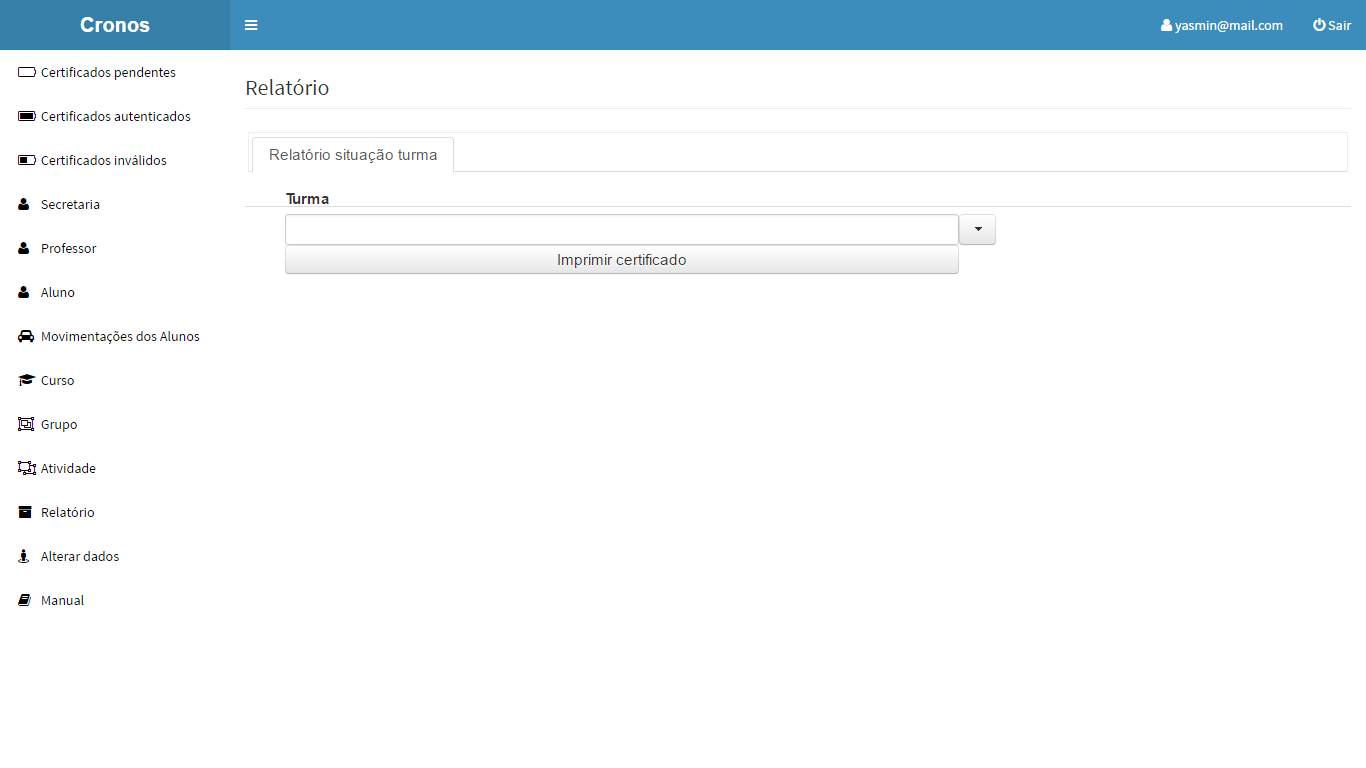 Cronos
yasmin@mail.com
Sair
Certificados pendentes
Certificados autenticados
Certificados inválidos
Secretaria
Professor
Aluno
Movimentações dos Alunos
Curso
Grupo
Atividade
Relatório
Alterar dados
Manual
Relatório
Relatório situação turma
Turma
Imprimir certificado